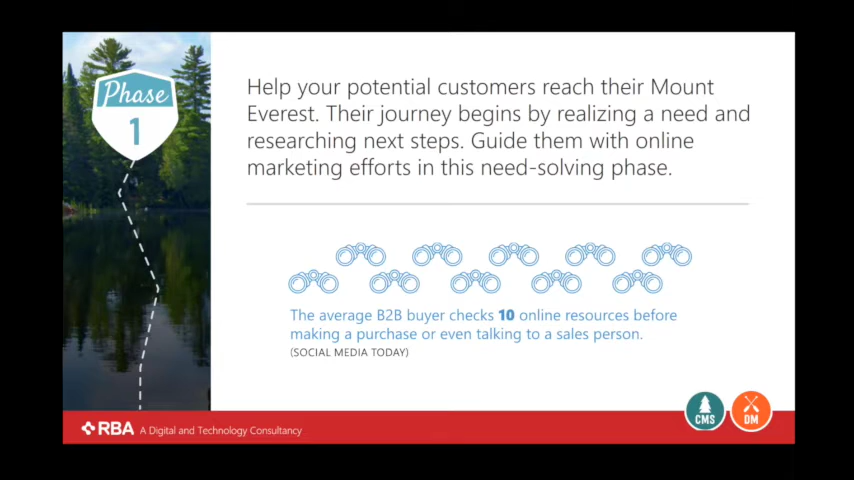 Phase
1
Help your potential customers reach their Mount
Everest. Their journey begins by realizing a need and
researching next steps. Guide them with online
marketing efforts in this need-solving phase.
The average B2B buyer checks 10 online resources before
making a purchase or even talking to a sales person.
(SOCIAL MEDIA TODAY)
CMS
DM
RBA A Digital and Technology Consultancy